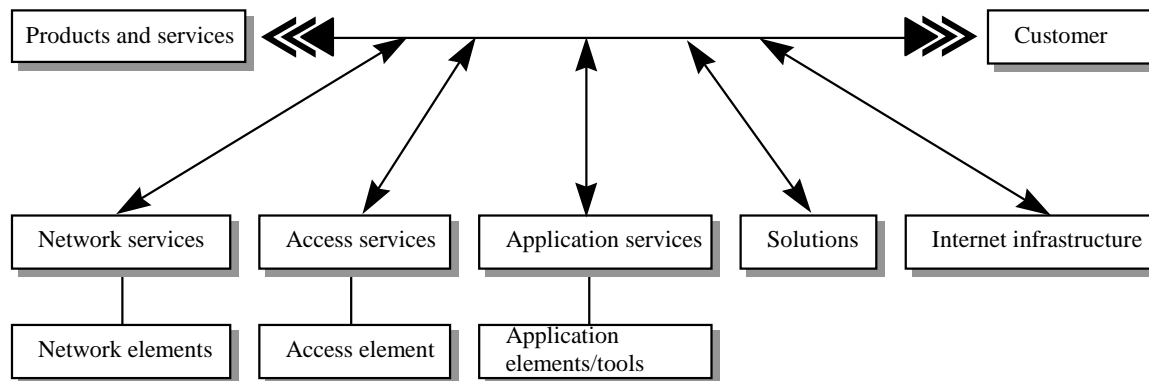 Products and services
Customer
Network services
Access services
Application services
Solutions
Internet infrastructure
Network elements
Access element
Application
elements/tools